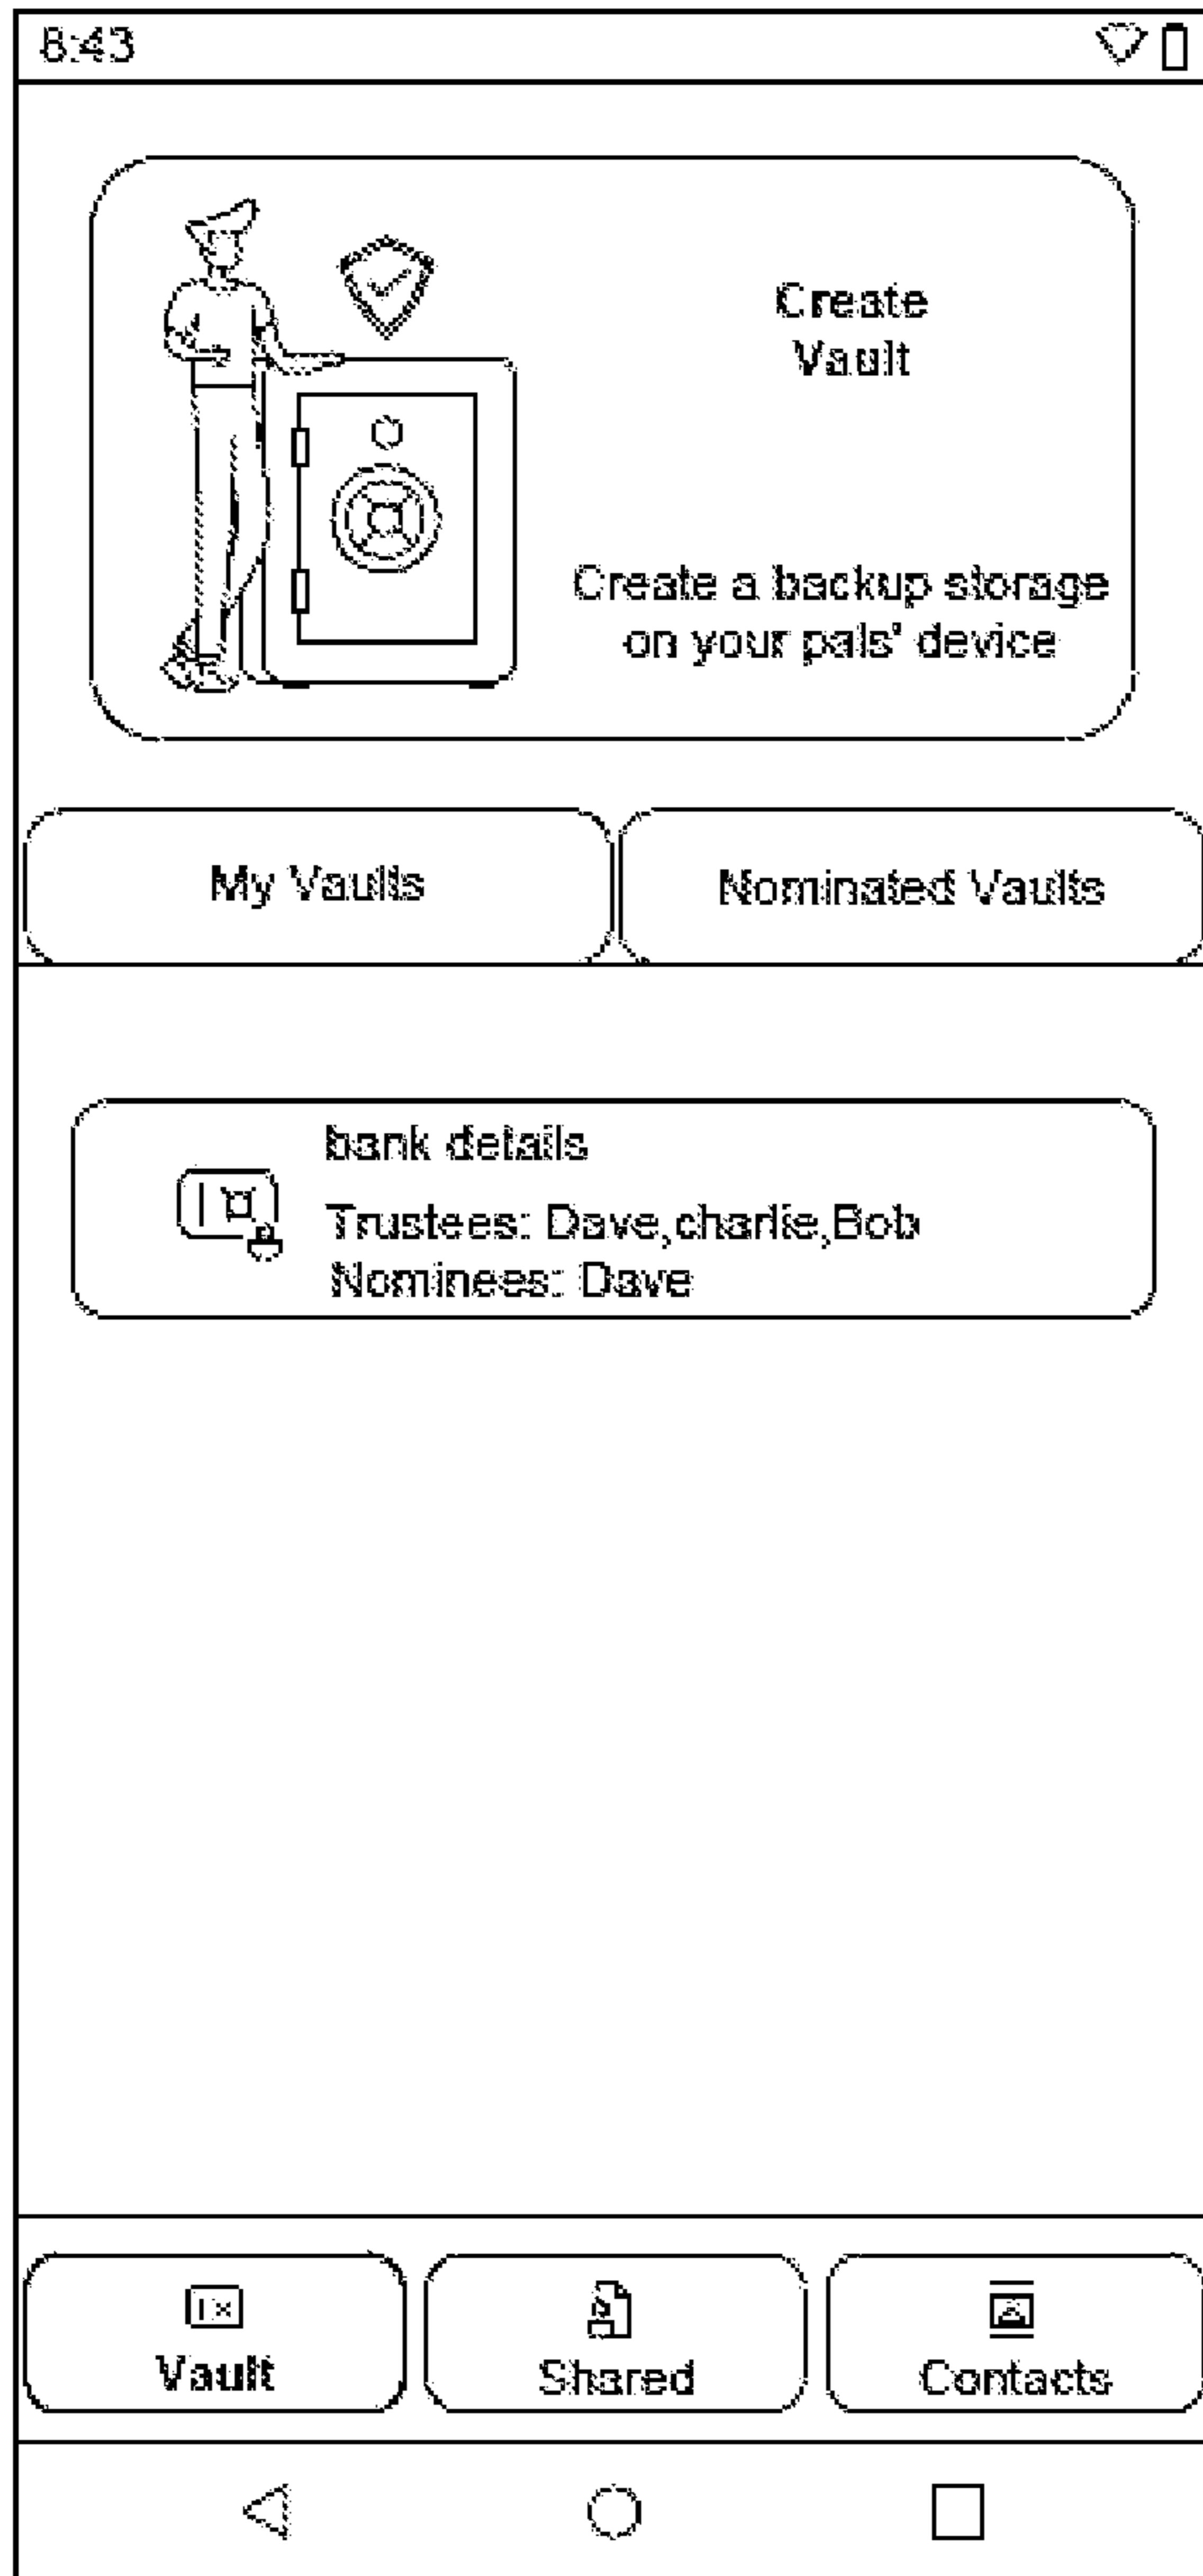 8:43
Create
Vault
Create a backup storage
on your pals' device
My Vaults
Nominated Vaults
bank details
Trustees: Dave,charlie,Bob
Nominees: Dave
Vault
Shared
Contacts